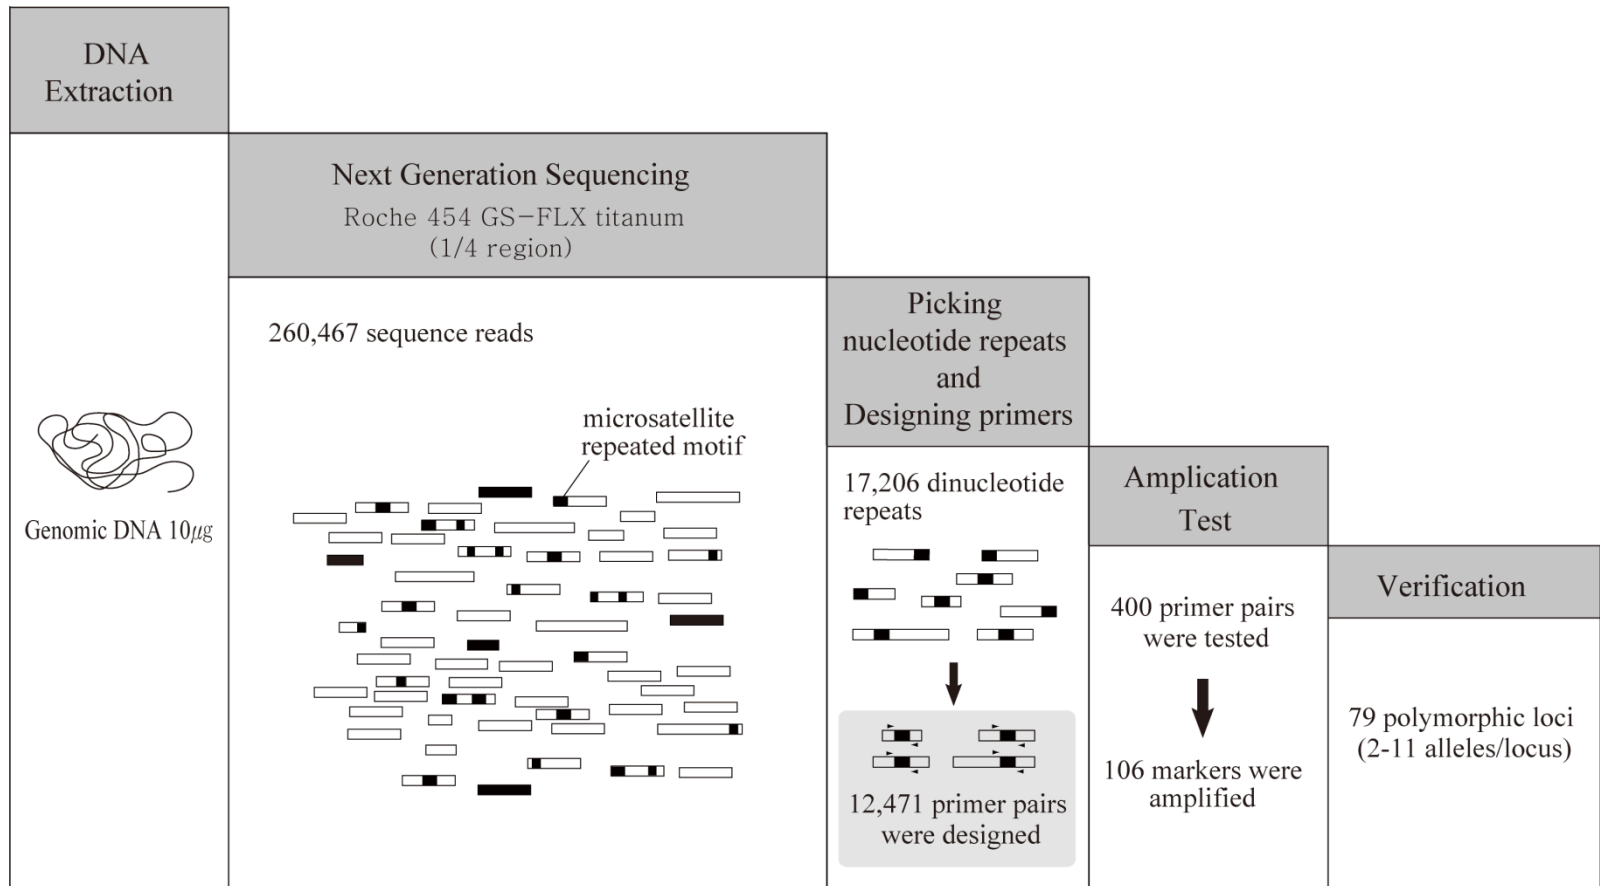 DNA
Extraction
Genomic DNA 10µg
Next Generation Sequencing
Roche 454 GS-FLX titanum
(1/4 region)
260,467 sequence reads
microsatellite
repeated motif
Picking
nucleotide repeats
and
Designing primers
17,206 dinucleotide
repeats
12,471 primer pairs
were designed
Amplication
Test
400 primer pairs
were tested
106 markers were
amplified
Verification
79 polymorphic loci
(2-11 alleles/locus)